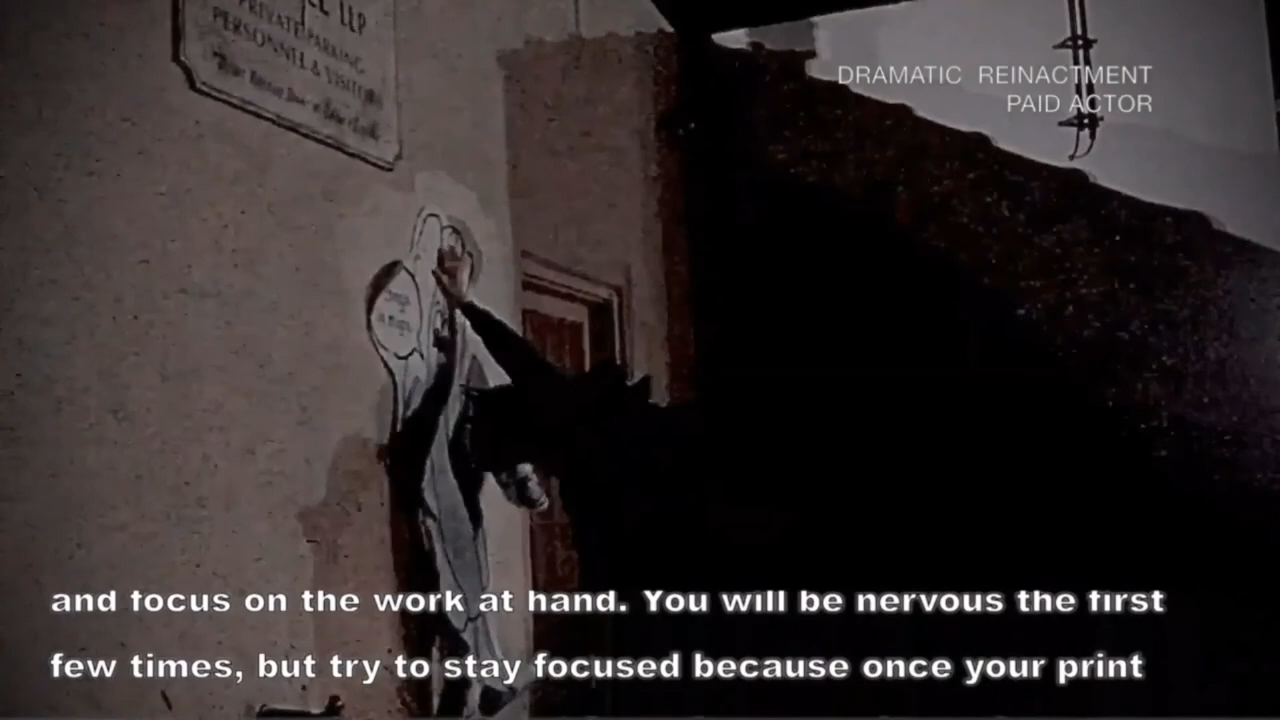 LLP
PRIVATE PARKING
PERSONNEL & VISITORS
DRAMATIC REINACTMENT
PAID ACTOR
and focus on the work at hand. You will be nervous the first
few times, but try to stay focused because once your print